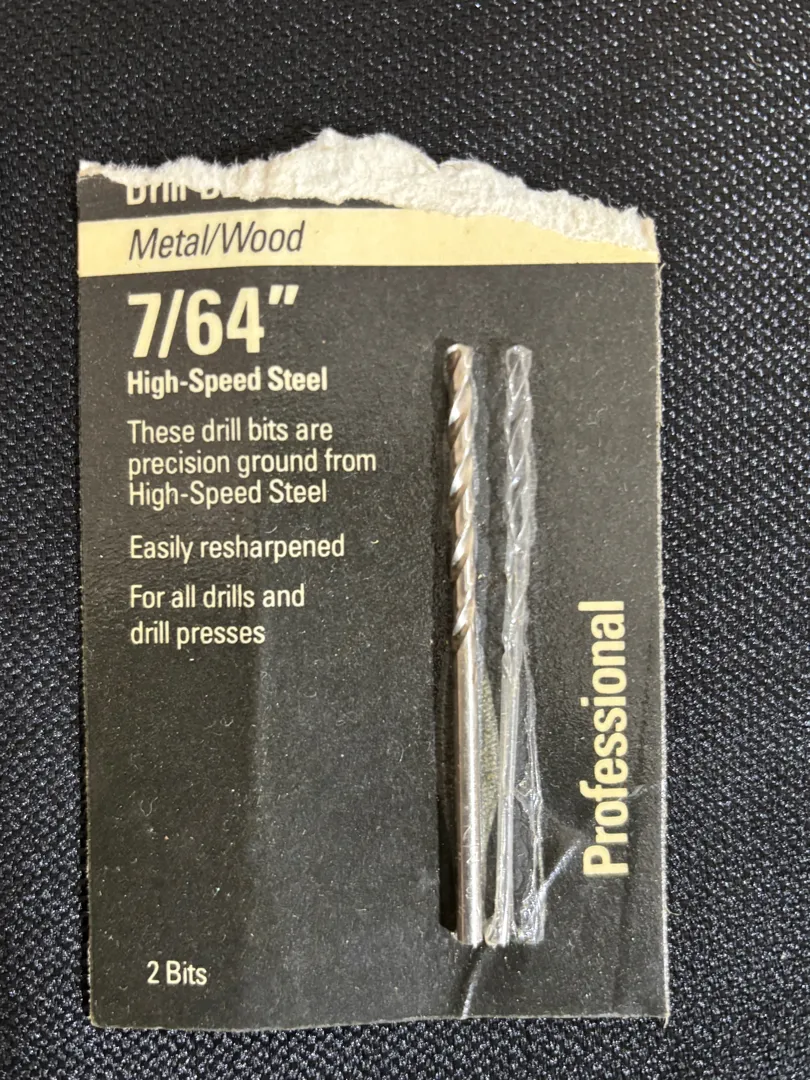 Drill
Metal/Wood
7/64"
High-Speed Steel
These drill bits are
precision ground from
High-Speed Steel
Easily resharpened
For all drills and
drill presses
Professional
2 Bits